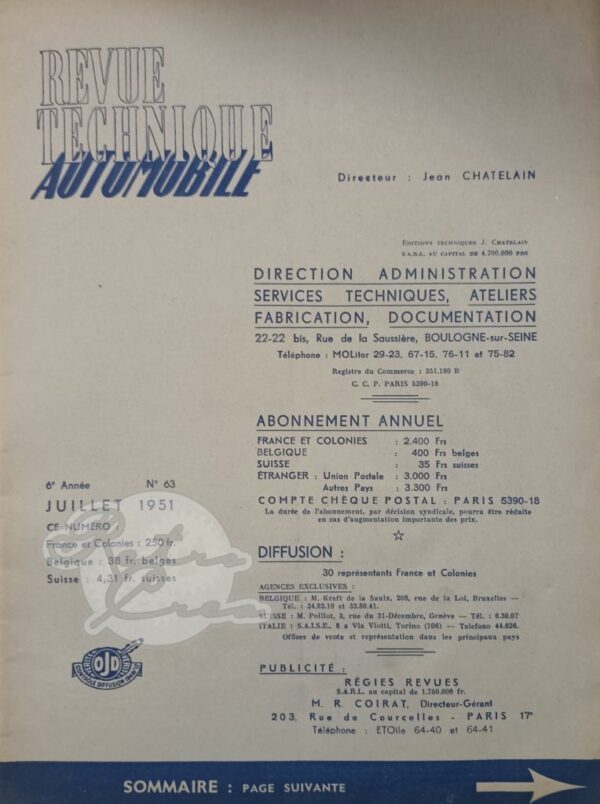 REVUE
TECHNIQUE
AUTOMOBILE
Directeur : Jean CHATELAIN
EDITIONS TECHNIQUES J. CHATELAIN
S.A.R.L. AU CAPITAL DE 4.700.000 FRS
DIRECTION ADMINISTRATION
SERVICES TECHNIQUES, ATELIERS
FABRICATION, DOCUMENTATION
22-22 bis, Rue de la Saussière, BOULOGNE-sur-SEINE
Téléphone : MOLitor 29-23, 67-15, 76-11 et 75-82
Registre du Commerce : 351.180 B
C. C. P. PARIS 5390-18
ABONNEMENT ANNUEL
FRANCE ET COLONIES : 2.400 Frs
BELGIQUE : 400 Frs belges
SUISSE : 35 Frs suisses
ÉTRANGER : Union Postale : 3.000 Frs
Autres Pays : 3.300 Frs
COMPTE CHÈQUE POSTAL : PARIS 5390-18
La durée de l'abonnement, par décision syndicale, pourra être réduite
en cas d'augmentation importante des prix.
6e Année N° 63
JUILLET 1951
CE NUMÉRO
France et Colonies : 250 fr.
Belgique : 38 fr. belges
Suisse : 4,31 fr. suisses
Retro
Crea
DIFFUSION :
30 représentants France et Colonies
AGENCES EXCLUSIVES :
BELGIQUE : M. Kraft de la Saulx, 208, rue de la Loi, Bruxelles —
Tél. : 34.93.10 et 33.50.41.
SUISSE : M. Poillot, 3, rue du 31-Décembre, Genève — Tél. : 6.30.07
ITALIE : S.A.I.S.E., 8 a Via Viotti, Torino (106) — Telefono 44.626.
Offices de vente et représentation dans les principaux pays
OJD
CONTRÔLE DIFFUSION
PUBLICITÉ :
RÉGIES REVUES
S.A.R.L. au capital de 1.750.000 fr.
M. R. COIRAT, Directeur-Gérant
203, Rue de Courcelles - PARIS 17e
Téléphone : ETOile 64-40 et 64-41
SOMMAIRE : PAGE SUIVANTE